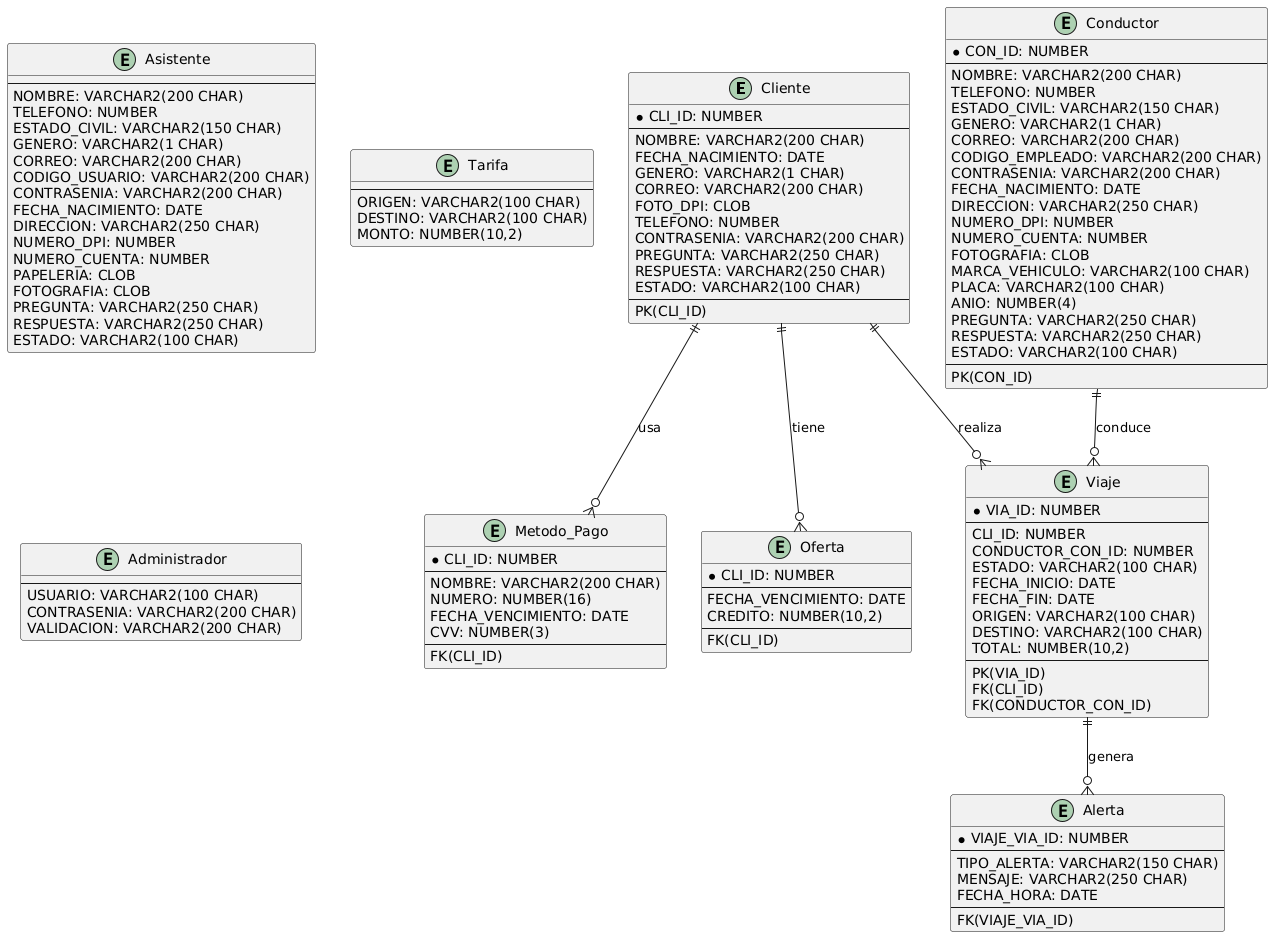 E Asistente
NOMBRE: VARCHAR2(200 CHAR)
TELEFONO: NUMBER
ESTADO_CIVIL: VARCHAR2(150 CHAR)
GENERO: VARCHAR2(1 CHAR)
CORREO: VARCHAR2(200 CHAR)
CODIGO_USUARIO: VARCHAR2(200 CHAR)
CONTRASENIA: VARCHAR2(200 CHAR)
FECHA_NACIMIENTO: DATE
DIRECCION: VARCHAR2(250 CHAR)
NUMERO_DPI: NUMBER
NUMERO_CUENTA: NUMBER
PAPELERIA: CLOB
FOTOGRAFIA: CLOB
PREGUNTA: VARCHAR2(250 CHAR)
RESPUESTA: VARCHAR2(250 CHAR)
ESTADO: VARCHAR2(100 CHAR)
E Tarifa
ORIGEN: VARCHAR2(100 CHAR)
DESTINO: VARCHAR2(100 CHAR)
MONTO: NUMBER(10,2)
E Cliente
CLI_ID: NUMBER
NOMBRE: VARCHAR2(200 CHAR)
FECHA_NACIMIENTO: DATE
GENERO: VARCHAR2(1 CHAR)
CORREO: VARCHAR2(200 CHAR)
FOTO_DPI: CLOB
TELEFONO: NUMBER
CONTRASENIA: VARCHAR2(200 CHAR)
PREGUNTA: VARCHAR2(250 CHAR)
RESPUESTA: VARCHAR2(250 CHAR)
ESTADO: VARCHAR2(100 CHAR)
PK(CLI_ID)
E Conductor
CON_ID: NUMBER
NOMBRE: VARCHAR2(200 CHAR)
TELEFONO: NUMBER
ESTADO_CIVIL: VARCHAR2(150 CHAR)
GENERO: VARCHAR2(1 CHAR)
CORREO: VARCHAR2(200 CHAR)
CODIGO_EMPLEADO: VARCHAR2(200 CHAR)
CONTRASENIA: VARCHAR2(200 CHAR)
FECHA_NACIMIENTO: DATE
DIRECCION: VARCHAR2(250 CHAR)
NUMERO_DPI: NUMBER
NUMERO_CUENTA: NUMBER
FOTOGRAFIA: CLOB
MARCA_VEHICULO: VARCHAR2(100 CHAR)
PLACA: VARCHAR2(100 CHAR)
ANIO: NUMBER(4)
PREGUNTA: VARCHAR2(250 CHAR)
RESPUESTA: VARCHAR2(250 CHAR)
ESTADO: VARCHAR2(100 CHAR)
PK(CON_ID)
usa
tiene
realiza
conduce
E Administrador
USUARIO: VARCHAR2(100 CHAR)
CONTRASENIA: VARCHAR2(200 CHAR)
VALIDACION: VARCHAR2(200 CHAR)
E Metodo_Pago
CLI_ID: NUMBER
NOMBRE: VARCHAR2(200 CHAR)
NUMERO: NUMBER(16)
FECHA_VENCIMIENTO: DATE
CVV: NUMBER(3)
FK(CLI_ID)
E Oferta
CLI_ID: NUMBER
FECHA_VENCIMIENTO: DATE
CREDITO: NUMBER(10,2)
FK(CLI_ID)
E Viaje
VIA_ID: NUMBER
CLI_ID: NUMBER
CONDUCTOR_CON_ID: NUMBER
ESTADO: VARCHAR2(100 CHAR)
FECHA_INICIO: DATE
FECHA_FIN: DATE
ORIGEN: VARCHAR2(100 CHAR)
DESTINO: VARCHAR2(100 CHAR)
TOTAL: NUMBER(10,2)
PK(VIA_ID)
FK(CLI_ID)
FK(CONDUCTOR_CON_ID)
genera
E Alerta
VIAJE_VIA_ID: NUMBER
TIPO_ALERTA: VARCHAR2(150 CHAR)
MENSAJE: VARCHAR2(250 CHAR)
FECHA_HORA: DATE
FK(VIAJE_VIA_ID)